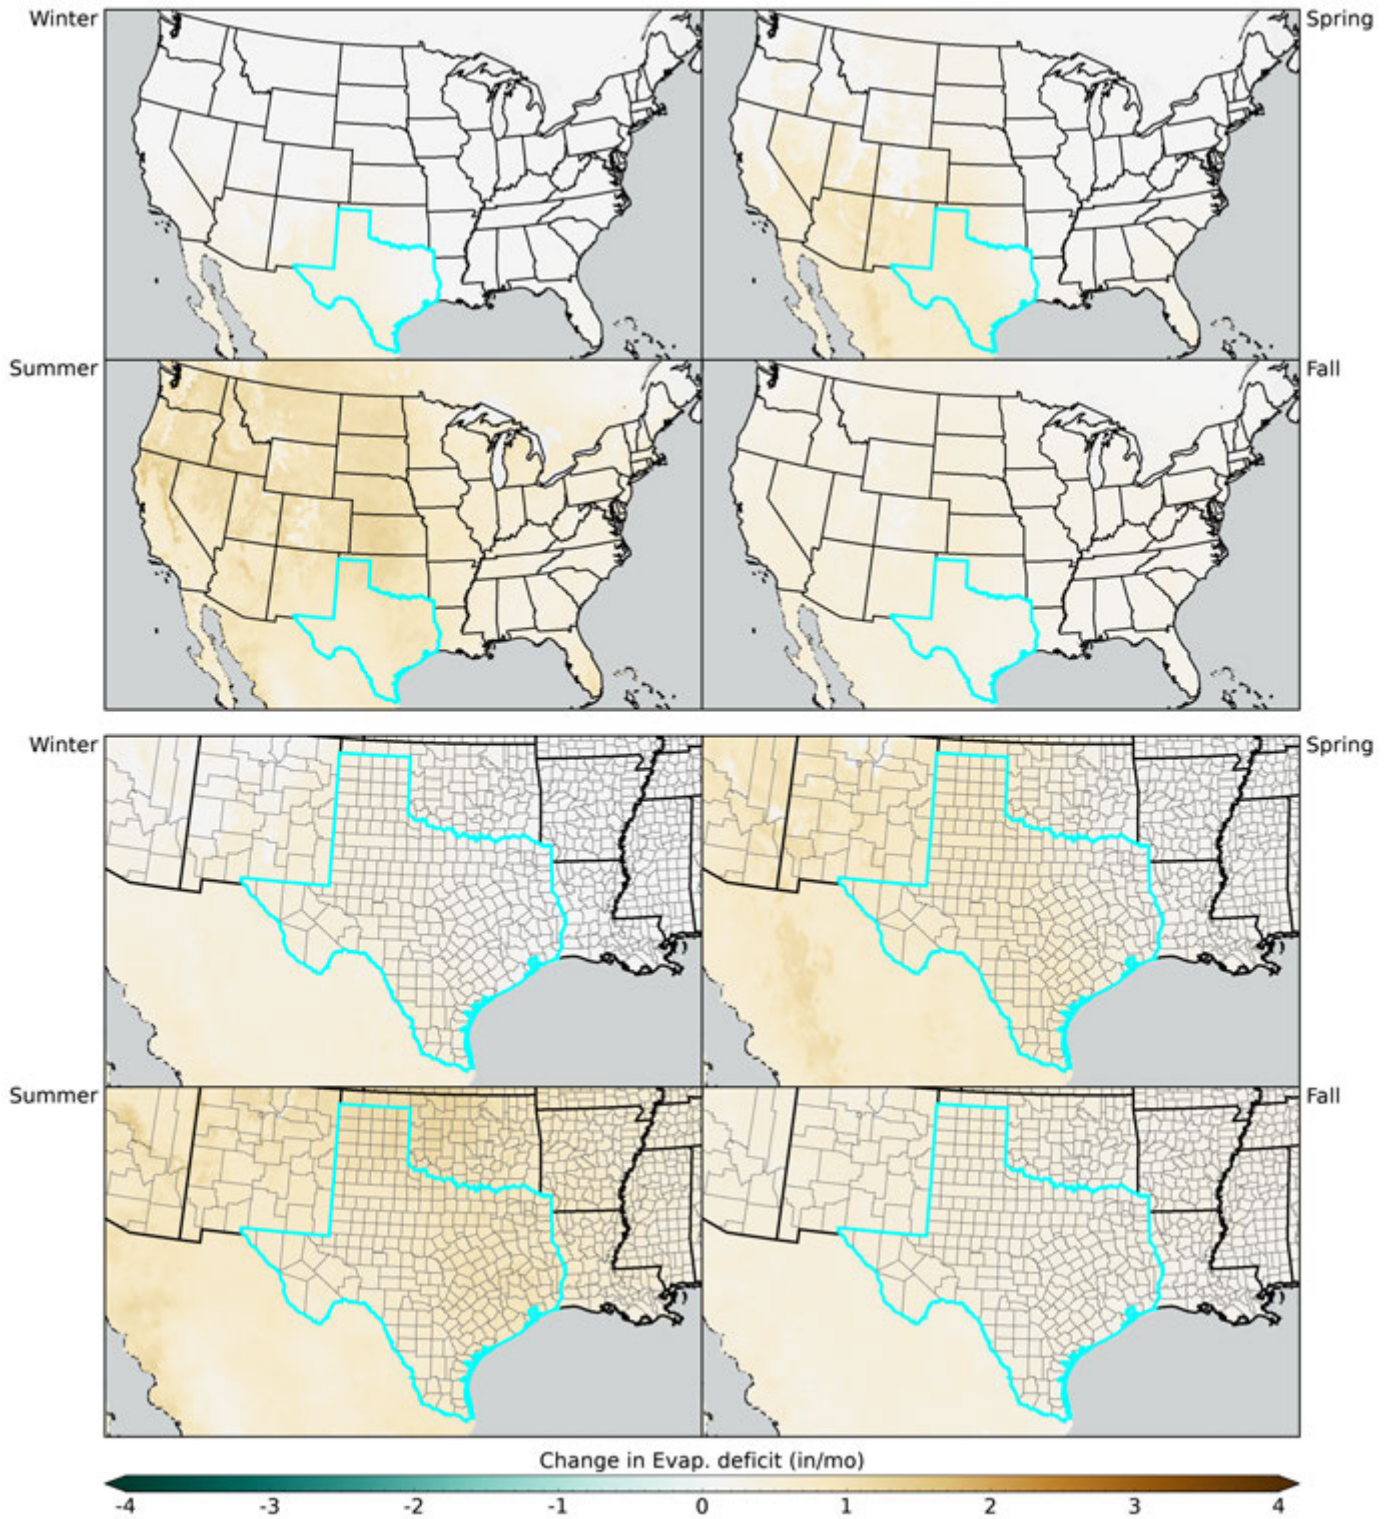 Winter
Spring
Summer
Fall
Winter
Spring
Summer
Fall
Change in Evap. deficit (in/mo)
-4 -3 -2 -1 0 1 2 3 4